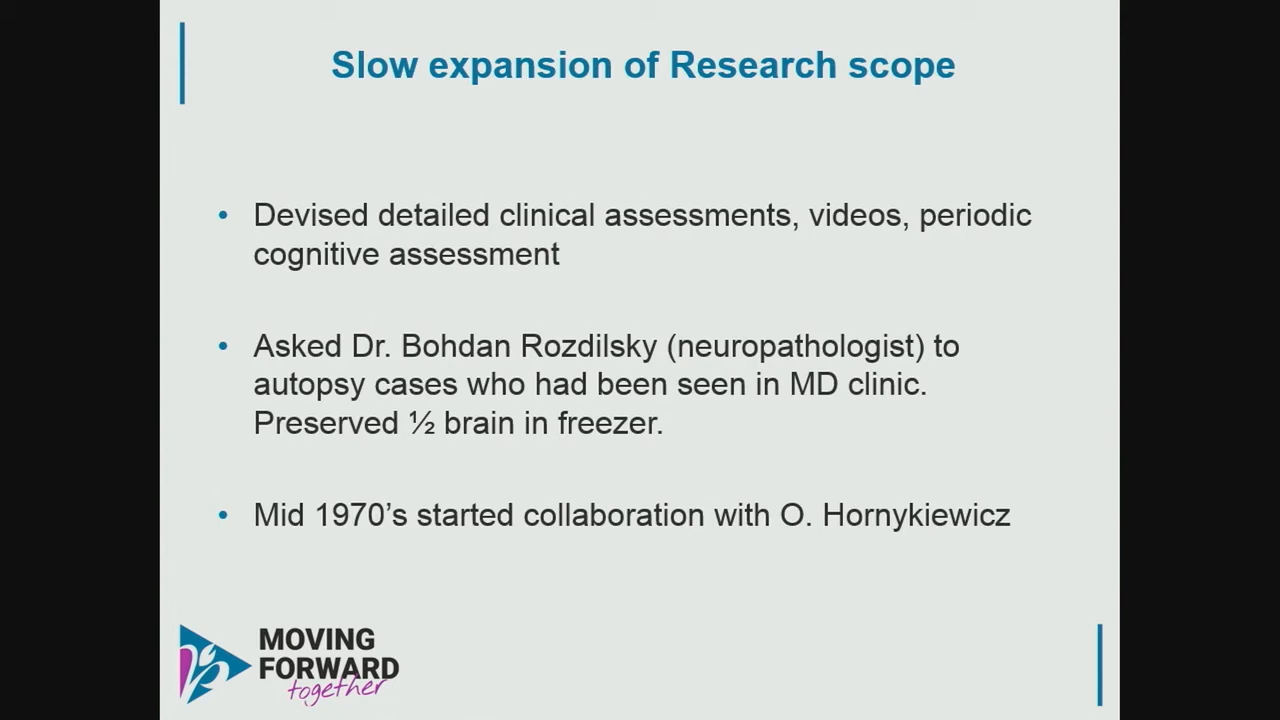 Slow expansion of Research scope
• Devised detailed clinical assessments, videos, periodic
cognitive assessment
• Asked Dr. Bohdan Rozdilsky (neuropathologist) to
autopsy cases who had been seen in MD clinic.
Preserved ½ brain in freezer.
• Mid 1970’s started collaboration with O. Hornykiewicz
MOVING
FORWARD
together